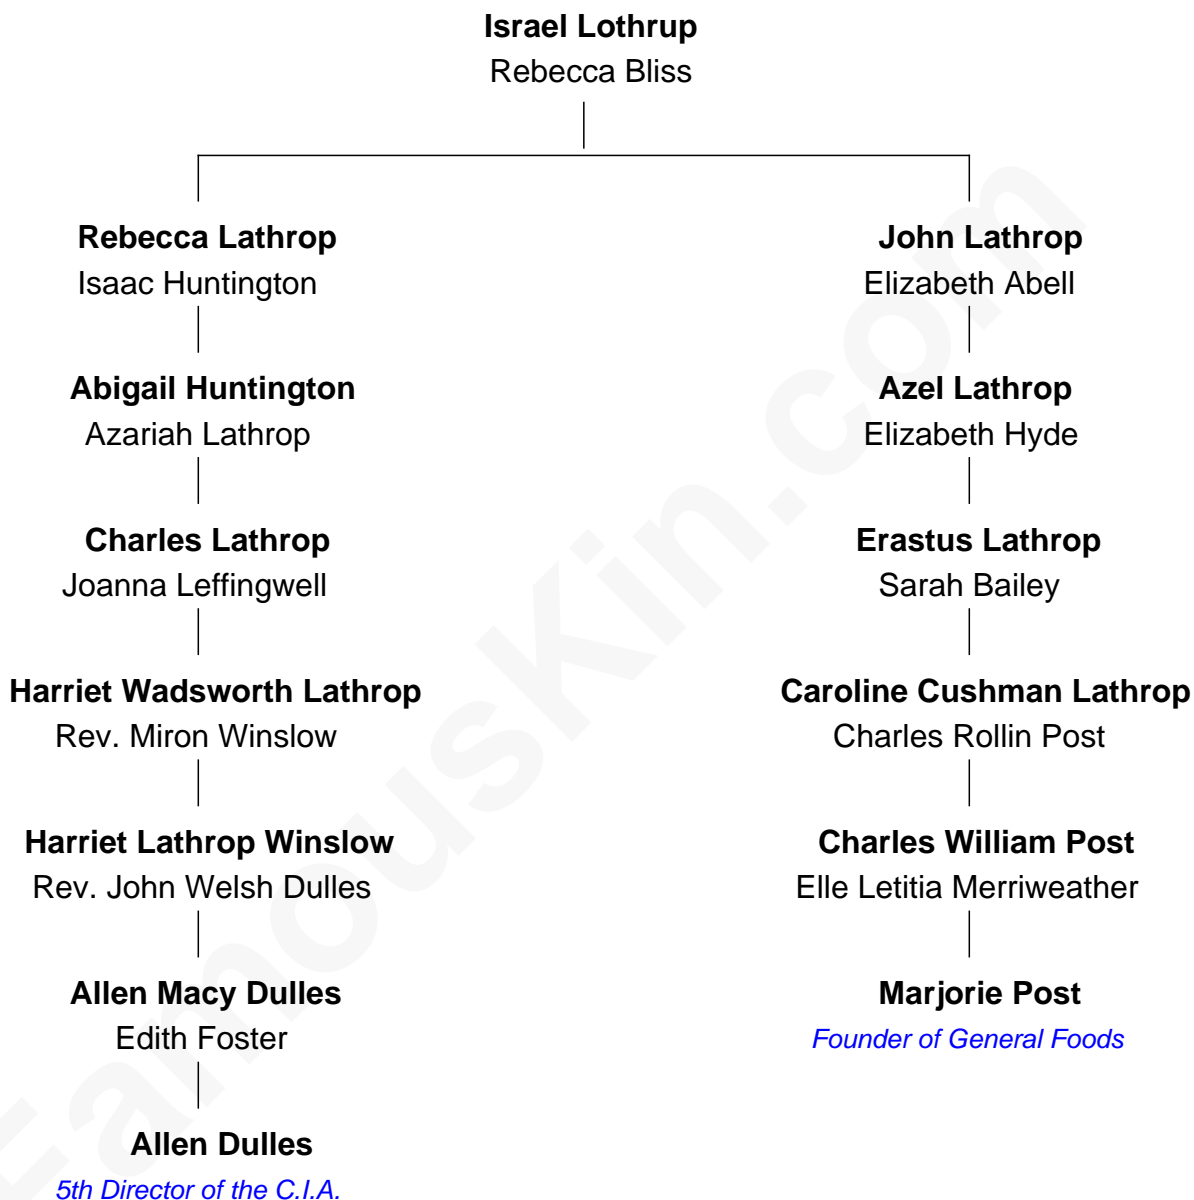 Israel Lothrup
Rebecca Bliss
Rebecca Lathrop
Isaac Huntington
John Lathrop
Elizabeth Abell
Abigail Huntington
Azariah Lathrop
Azel Lathrop
Elizabeth Hyde
Charles Lathrop
Joanna Leffingwell
Erastus Lathrop
Sarah Bailey
Harriet Wadsworth Lathrop
Rev. Miron Winslow
Caroline Cushman Lathrop
Charles Rollin Post
Harriet Lathrop Winslow
Rev. John Welsh Dulles
Charles William Post
Elle Letitia Merriweather
Allen Macy Dulles
Edith Foster
Marjorie Post
Founder of General Foods
Allen Dulles
5th Director of the C.I.A.
FamousKin.com